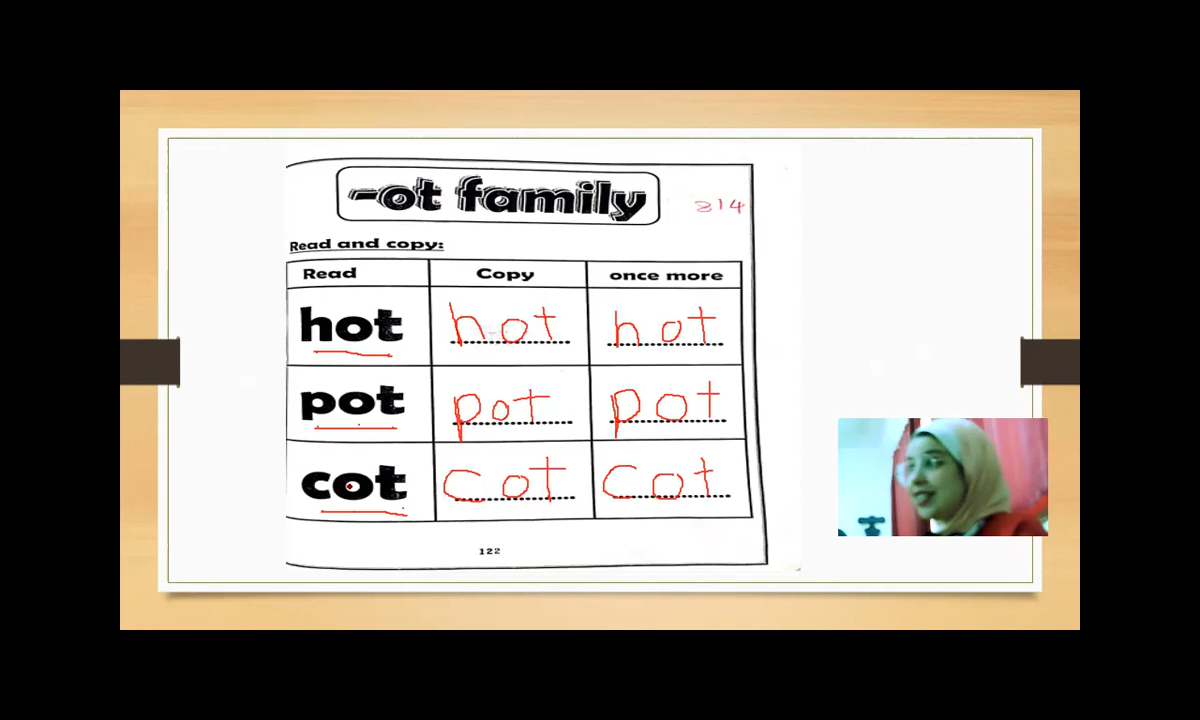 -ot family
814
Read and copy:
Read Copy once more
hot hot hot
pot pot pot
cot cot cot
122